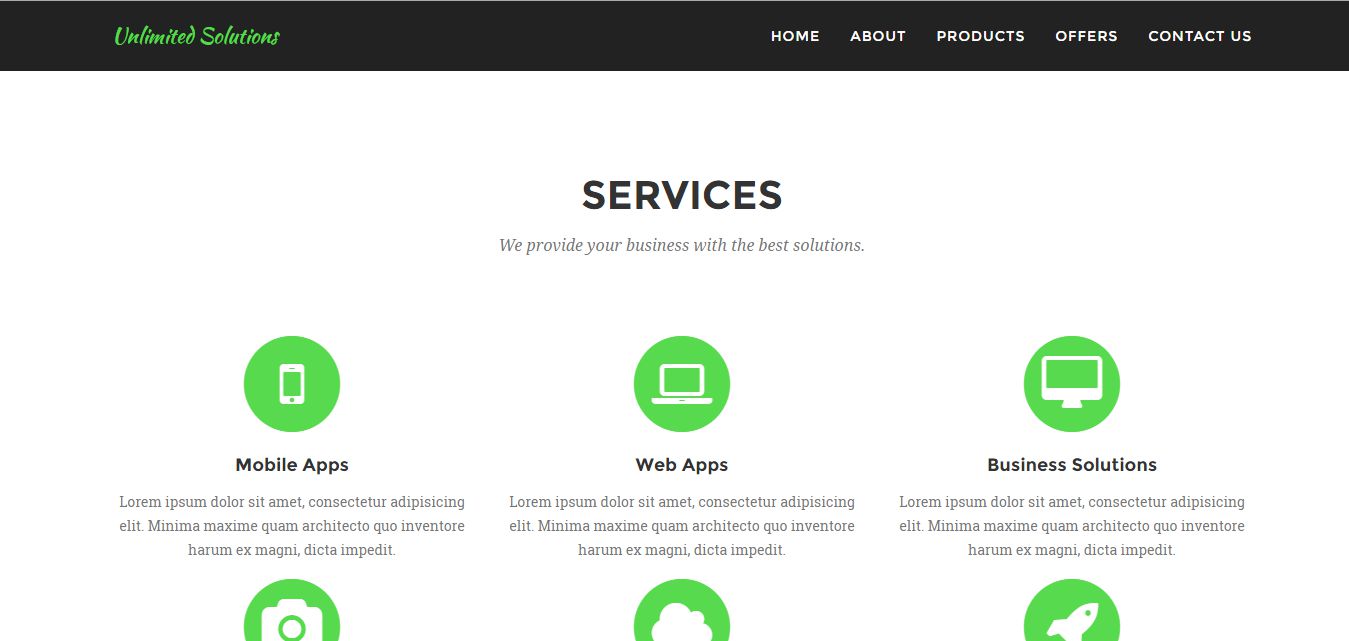 Unlimited Solutions
HOME ABOUT PRODUCTS OFFERS CONTACT US
SERVICES
We provide your business with the best solutions.
Mobile Apps
Lorem ipsum dolor sit amet, consectetur adipisicing
elit. Minima maxime quam architecto quo inventore
harum ex magni, dicta impedit.
Web Apps
Lorem ipsum dolor sit amet, consectetur adipisicing
elit. Minima maxime quam architecto quo inventore
harum ex magni, dicta impedit.
Business Solutions
Lorem ipsum dolor sit amet, consectetur adipisicing
elit. Minima maxime quam architecto quo inventore
harum ex magni, dicta impedit.